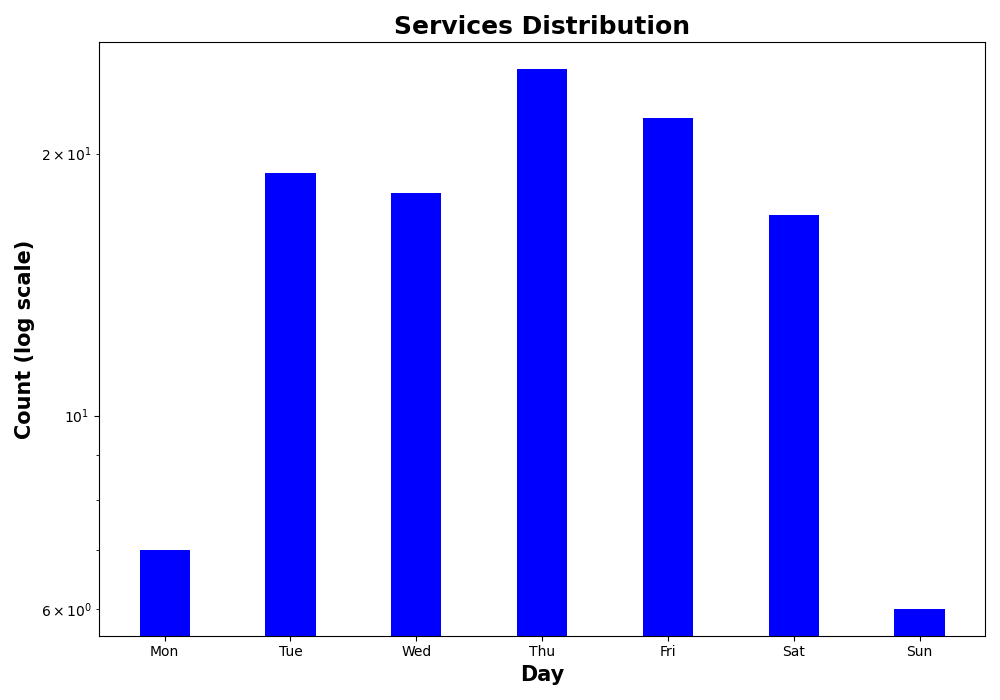 Services Distribution
Count (log scale)
2 × 10¹
10¹
6 × 10⁰
Mon Tue Wed Thu Fri Sat Sun
Day